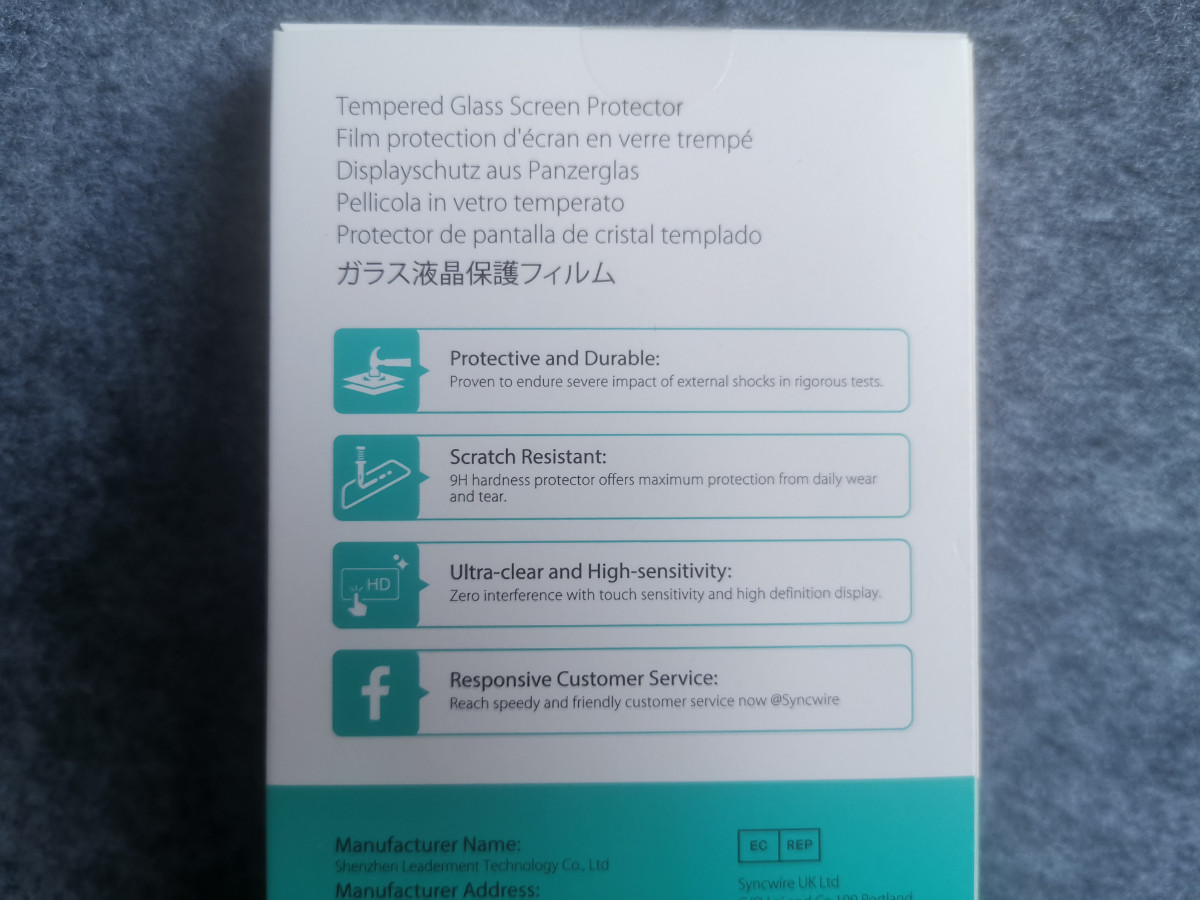 Tempered Glass Screen Protector
Film protection d'écran en verre trempé
Displayschutz aus Panzerglas
Pellicola in vetro temperato
Protector de pantalla de cristal templado
ガラス液晶保護フィルム
Protective and Durable:
Proven to endure severe impact of external shocks in rigorous tests.
Scratch Resistant:
9H hardness protector offers maximum protection from daily wear
and tear.
HD
Ultra-clear and High-sensitivity:
Zero interference with touch sensitivity and high definition display.
f
Responsive Customer Service:
Reach speedy and friendly customer service now @Syncwire
Manufacturer Name:
Shenzhen Leaderment Technology Co., Ltd
Manufacturer Address:
EC REP
Syncwire UK Ltd
100 Portland